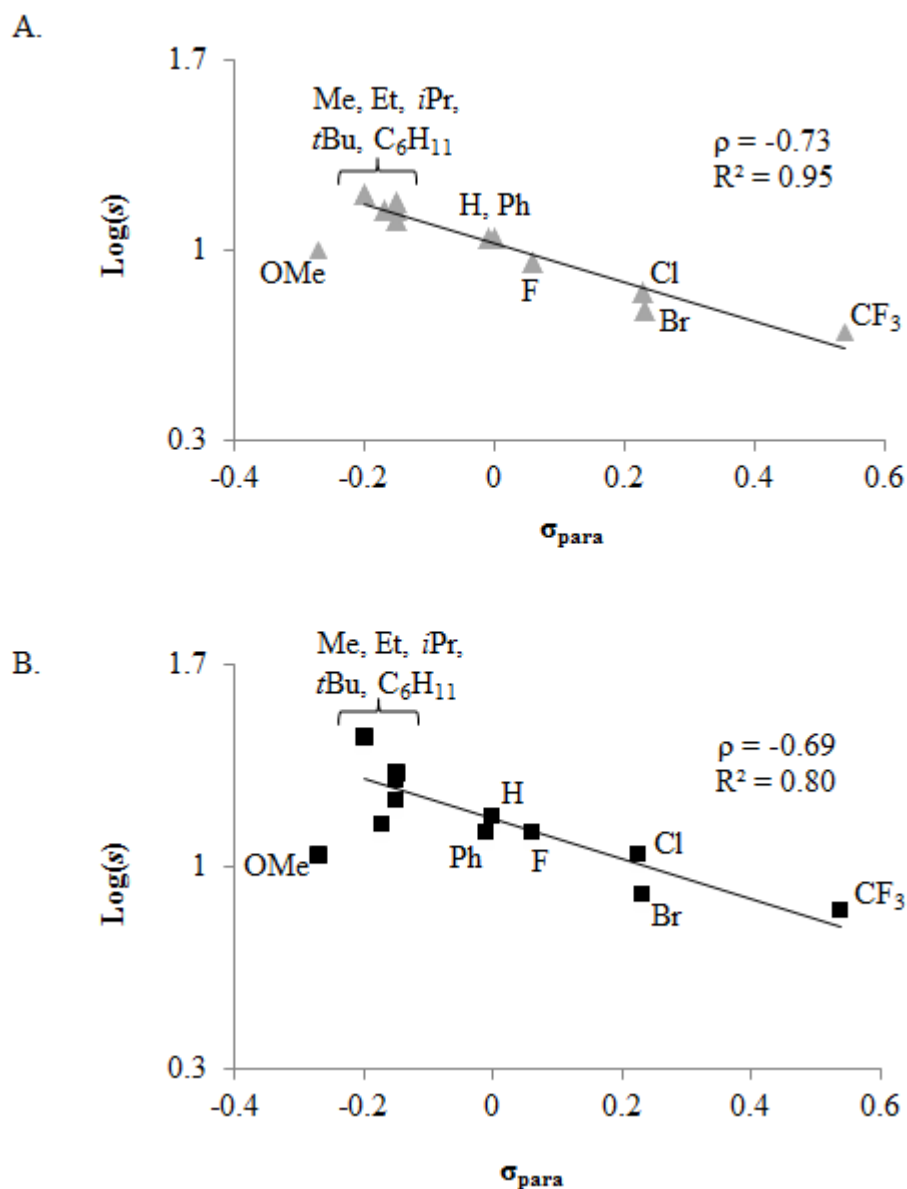 A.
1.7
Me, Et, iPr,
tBu, C₆H₁₁
ρ = -0.73
R² = 0.95
H, Ph
Log(s)
1
OMe
F
Cl
Br
CF₃
0.3
-0.4
-0.2
0
0.2
0.4
0.6
σpara
B.
Me, Et, iPr,
1.7
tBu, C₆H₁₁
ρ = -0.69
R² = 0.80
H
Log(s)
1
OMe
Ph
F
Cl
Br
CF₃
0.3
-0.4
-0.2
0
0.2
0.4
0.6
σpara